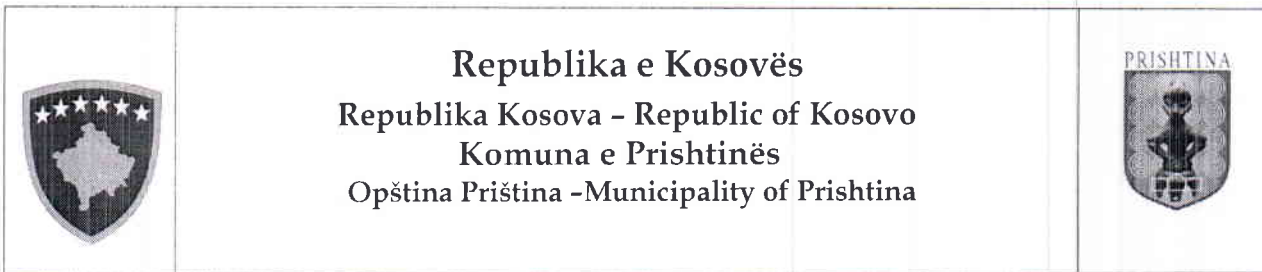 Republika e Kosovës
Republika Kosova – Republic of Kosovo
Komuna e Prishtinës
Opština Priština –Municipality of Prishtina
PRISHTINA